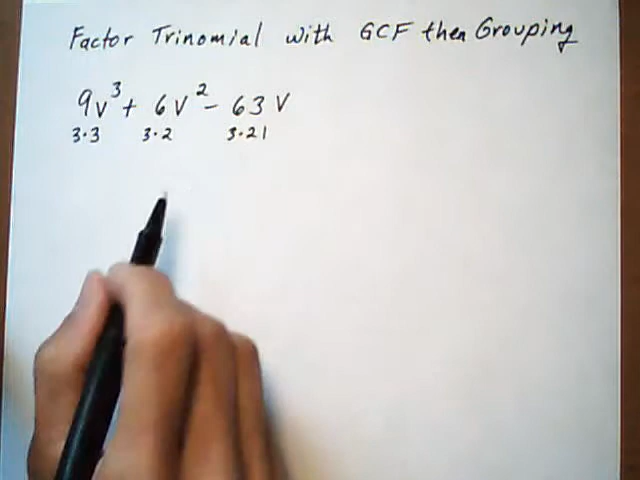 Factor Trinomial with GCF then Grouping
9v³ + 6v² - 63v
3·3 3·2 3·21